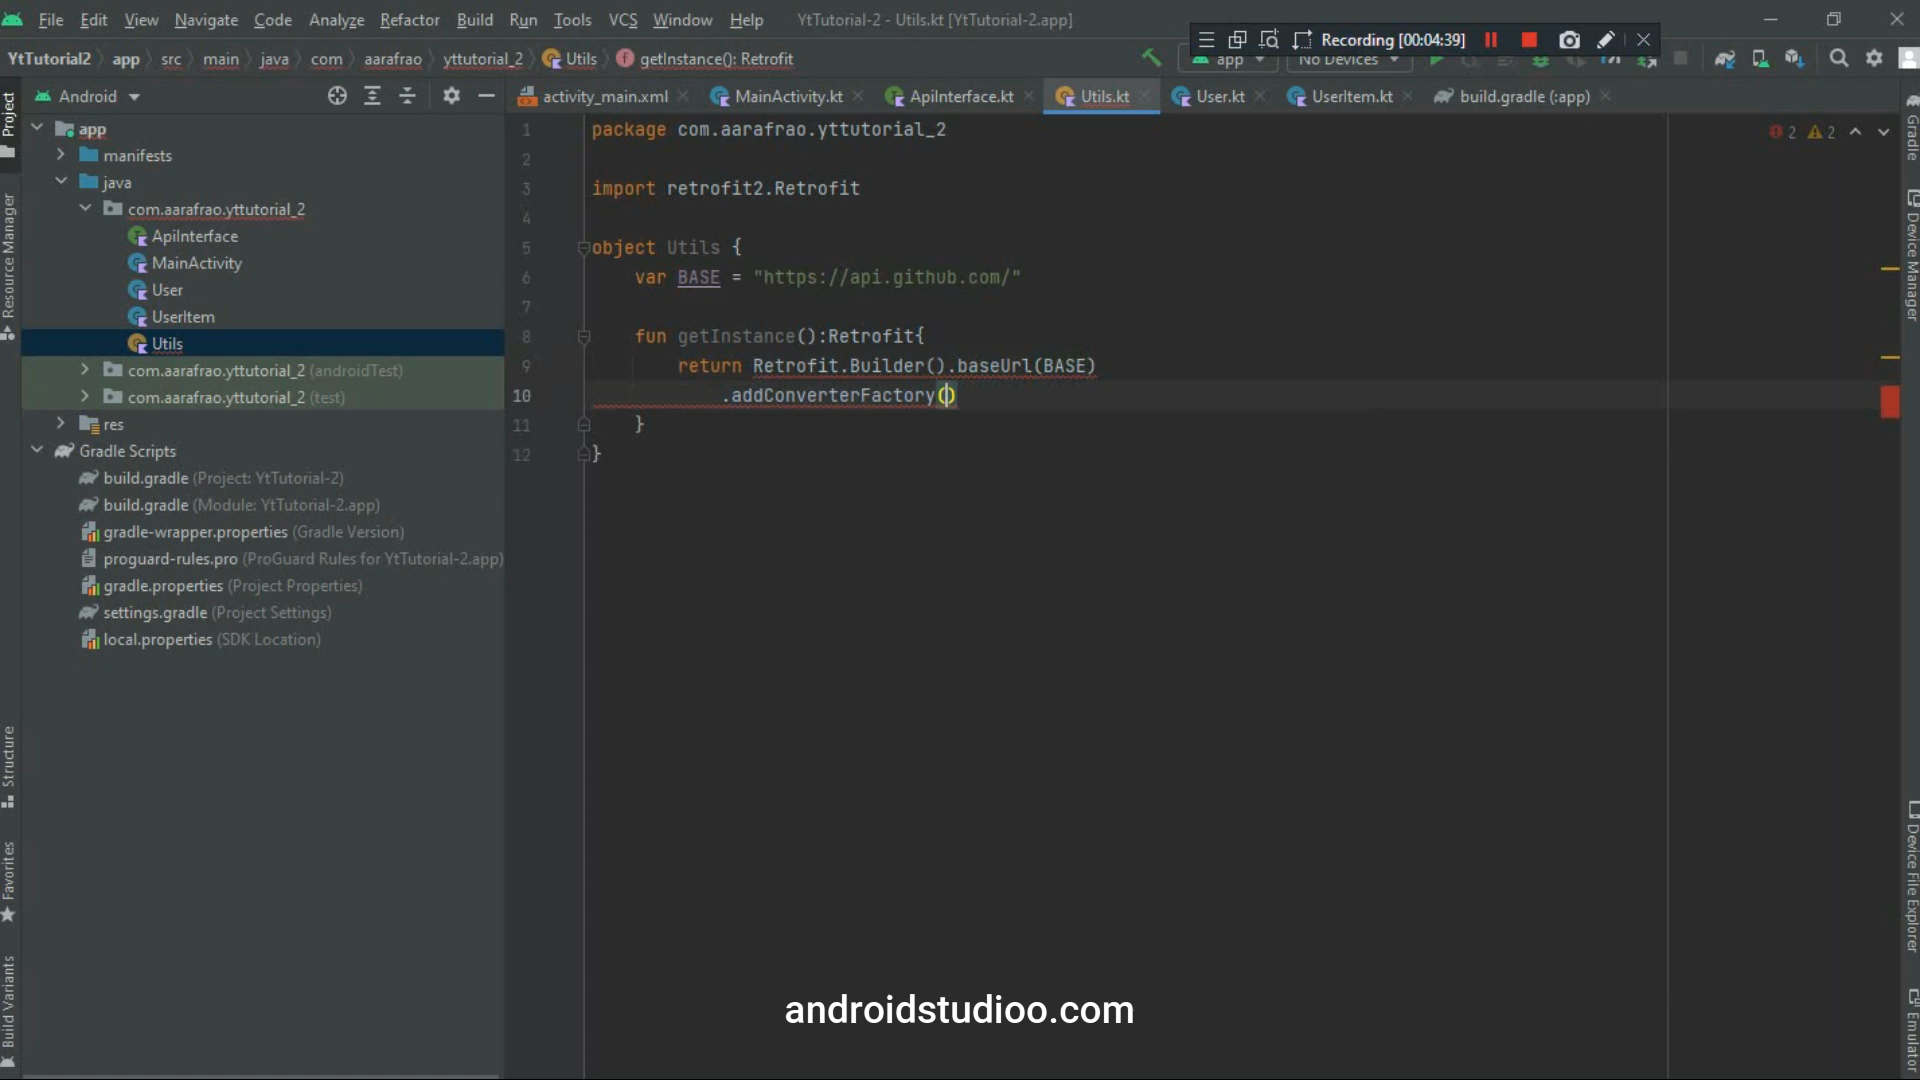 File Edit View Navigate Code Analyze Refactor Build Run Tools VCS Window Help YtTutorial-2 - Utils.kt [YtTutorial-2.app]
Recording [00:04:39]
YtTutorial2 app src main java com aarafrao yttutorial_2 Utils getInstance(): Retrofit app No Devices
Android activity_main.xml MainActivity.kt ApiInterface.kt Utils.kt User.kt UserItem.kt build.gradle (:app)
Project
Resource Manager
Structure
Favorites
Build Variants
app
manifests
java
com.aarafrao.yttutorial_2
ApiInterface
MainActivity
User
UserItem
Utils
com.aarafrao.yttutorial_2 (androidTest)
com.aarafrao.yttutorial_2 (test)
res
Gradle Scripts
build.gradle (Project: YtTutorial-2)
build.gradle (Module: YtTutorial-2.app)
gradle-wrapper.properties (Gradle Version)
proguard-rules.pro (ProGuard Rules for YtTutorial-2.app)
gradle.properties (Project Properties)
settings.gradle (Project Settings)
local.properties (SDK Location)
1 package com.aarafrao.yttutorial_2
2
3 import retrofit2.Retrofit
4
5 object Utils {
6 var BASE = "https://api.github.com/"
7
8 fun getInstance():Retrofit{
9 return Retrofit.Builder().baseUrl(BASE)
10 .addConverterFactory()
11 }
12 }
2 2
Gradle
Device Manager
Device File Explorer
Emulator
androidstudioo.com